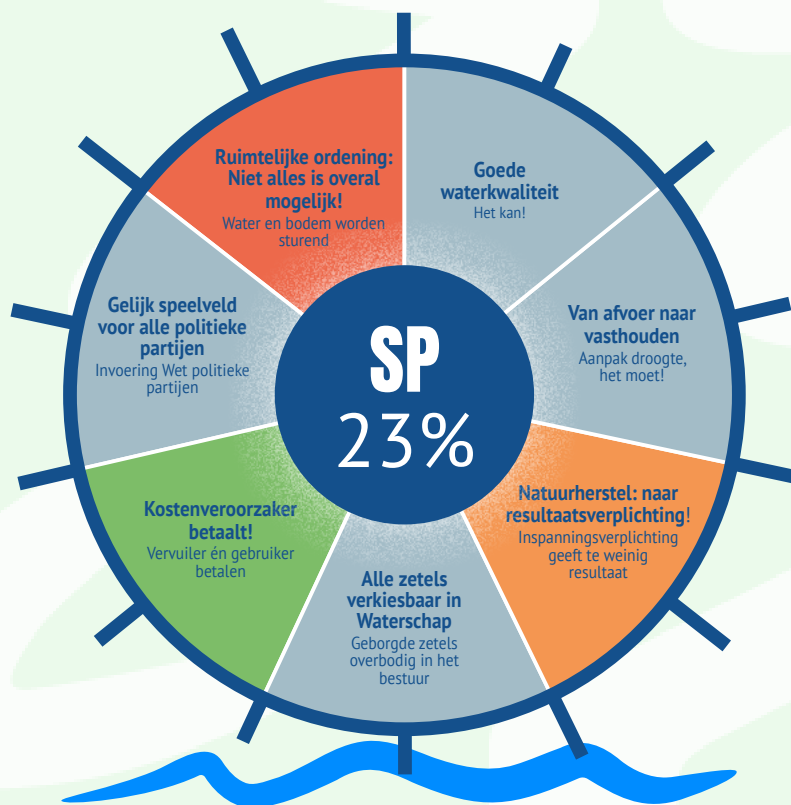 Ruimtelijke ordening:
Niet alles is overal
mogelijk!
Water en bodem worden
sturend
Goede
waterkwaliteit
Het kan!
Van afvoer naar
vasthouden
Aanpak droogte,
het moet!
Natuurherstel: naar
resultaatsverplichting!
Inspanningsverplichting
geeft te weinig
resultaat
Alle zetels
verkiesbaar in
Waterschap
Geborgde zetels
overbodig in het
bestuur
Kostenveroorzaker
betaalt!
Vervuiler én gebruiker
betalen
Gelijk speelveld
voor alle politieke
partijen
Invoering Wet politieke
partijen
SP
23%